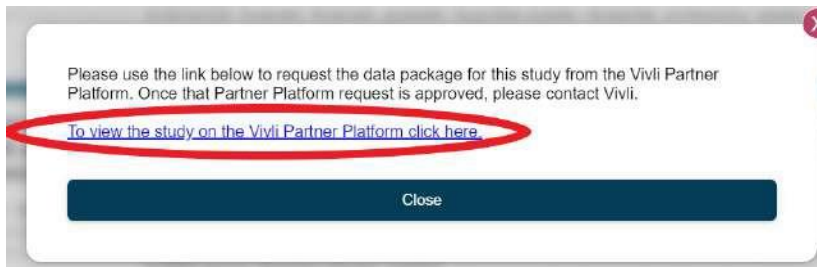 Please use the link below to request the data package for this study from the Vivli Partner
Platform. Once that Partner Platform request is approved, please contact Vivli.
To view the study on the Vivli Partner Platform click here.
Close